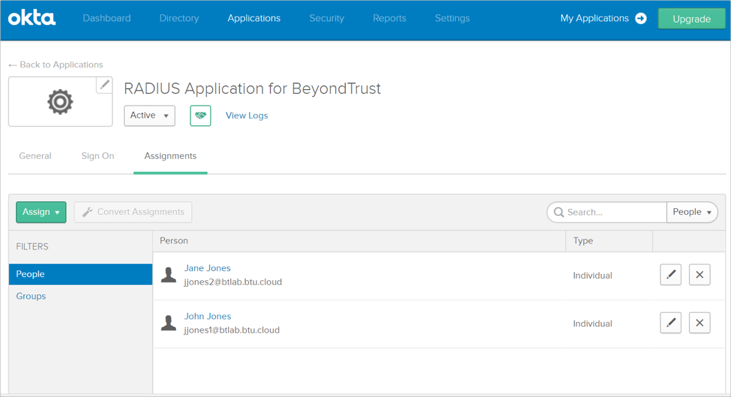 okta Dashboard Directory Applications Security Reports Settings My Applications Upgrade
← Back to Applications
RADIUS Application for BeyondTrust
Active View Logs
General Sign On Assignments
Assign Convert Assignments Search... People
FILTERS Person Type
People
Jane Jones
jjones2@btlab.btu.cloud Individual
Groups
John Jones
jjones1@btlab.btu.cloud Individual